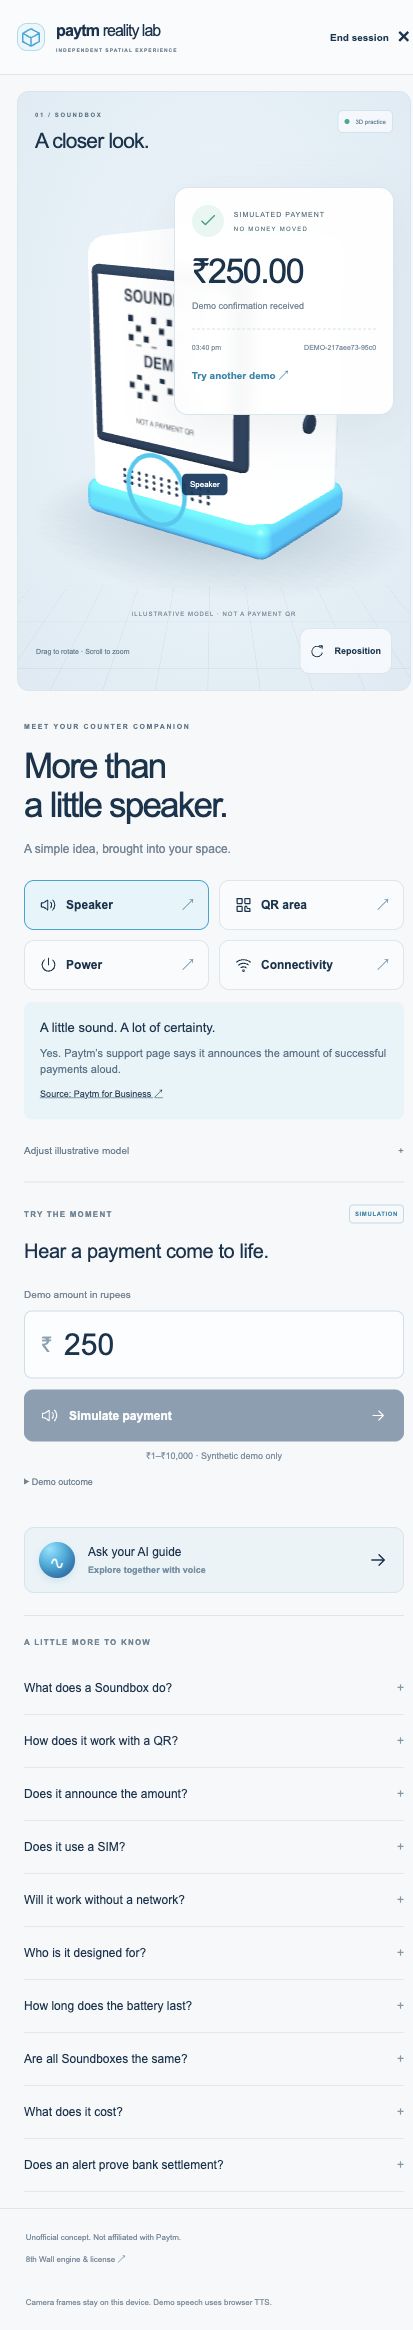 paytm reality lab
INDEPENDENT SPATIAL EXPERIENCE
End session ✕
01 / SOUNDBOX
3D practice
A closer look.
SIMULATED PAYMENT
NO MONEY MOVED
₹250.00
Demo confirmation received
03:40 pm
DEMO-217aee73-95c0
Try another demo ↗
SOUND
DEM
NOT A PAYMENT QR
Speaker
ILLUSTRATIVE MODEL · NOT A PAYMENT QR
Drag to rotate · Scroll to zoom
Reposition
MEET YOUR COUNTER COMPANION
More than
a little speaker.
A simple idea, brought into your space.
Speaker ↗
QR area ↗
Power ↗
Connectivity ↗
A little sound. A lot of certainty.
Yes. Paytm's support page says it announces the amount of successful
payments aloud.
Source: Paytm for Business ↗
Adjust illustrative model +
TRY THE MOMENT
SIMULATION
Hear a payment come to life.
Demo amount in rupees
₹ 250
Simulate payment →
₹1–₹10,000 · Synthetic demo only
▶ Demo outcome
Ask your AI guide
Explore together with voice →
A LITTLE MORE TO KNOW
What does a Soundbox do? +
How does it work with a QR? +
Does it announce the amount? +
Does it use a SIM? +
Will it work without a network? +
Who is it designed for? +
How long does the battery last? +
Are all Soundboxes the same? +
What does it cost? +
Does an alert prove bank settlement? +
Unofficial concept. Not affiliated with Paytm.
8th Wall engine & license ↗
Camera frames stay on this device. Demo speech uses browser TTS.